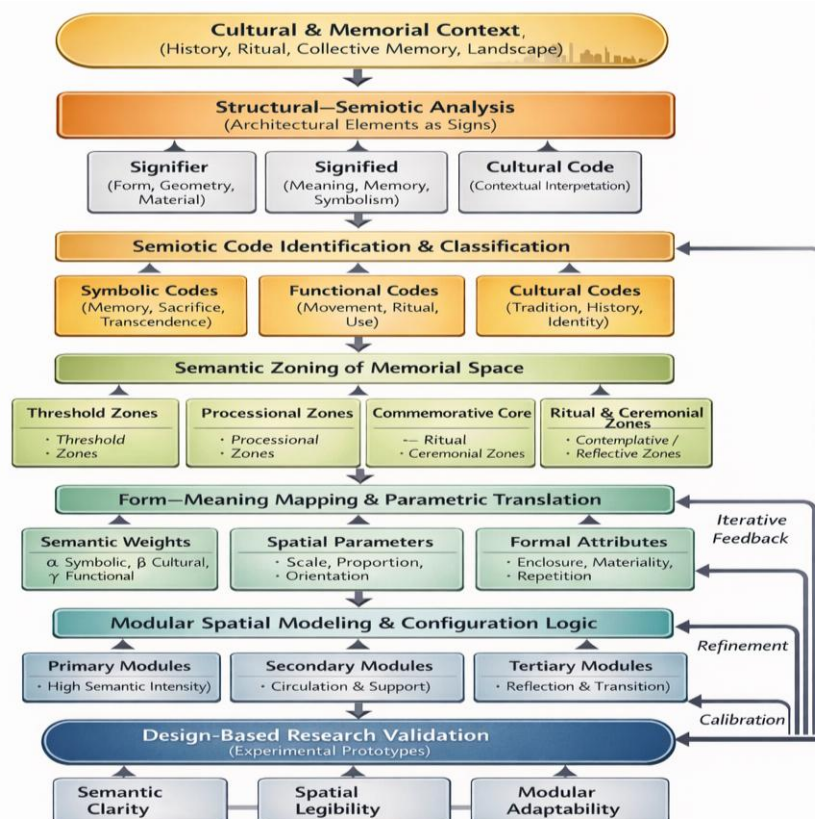 Cultural & Memorial Context,
(History, Ritual, Collective Memory, Landscape)
Structural—Semiotic Analysis
(Architectural Elements as Signs)
Signifier
(Form, Geometry,
Material)
Signified
(Meaning, Memory,
Symbolism)
Cultural Code
(Contextual Interpretation)
Semiotic Code Identification & Classification
Symbolic Codes
(Memory, Sacrifice,
Transcendence)
Functional Codes
(Movement, Ritual,
Use)
Cultural Codes
(Tradition, History,
Identity)
Semantic Zoning of Memorial Space
Threshold Zones
· Threshold
· Zones
Processional Zones
· Processional
· Zones
Commemorative Core
— Ritual
· Ceremonial Zones
Ritual & Ceremonial
Zones
· Contemplative /
· Reflective Zones
Form—Meaning Mapping & Parametric Translation
Iterative
Feedback
Semantic Weights
α Symbolic, β Cultural,
γ Functional
Spatial Parameters
· Scale, Proportion,
· Orientation
Formal Attributes
· Enclosure, Materiality,
· Repetition
Modular Spatial Modeling & Configuration Logic
Refinement
Primary Modules
· High Semantic Intensity)
Secondary Modules
· Circulation & Support)
Tertiary Modules
· Reflection & Transition)
Calibration
Design-Based Research Validation
(Experimental Prototypes)
Semantic
Clarity
Spatial
Legibility
Modular
Adaptability